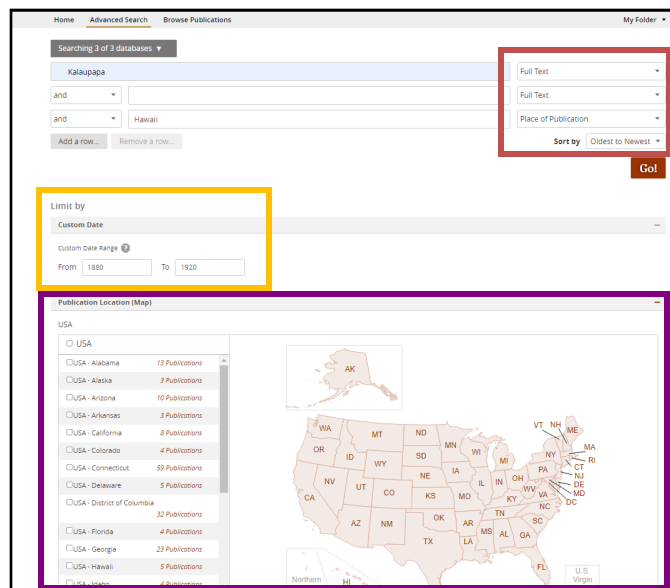 Home Advanced Search Browse Publications My Folder
Searching 3 of 3 databases
Kalaupapa Full Text
and Full Text
and Hawaii Place of Publication
Add a row... Remove a row... Sort by Oldest to Newest
Go!
Limit by
Custom Date
Custom Date Range ?
From 1880 To 1920
Publication Location (Map)
USA
USA
USA - Alabama 13 Publications
USA - Alaska 3 Publications
USA - Arizona 10 Publications
USA - Arkansas 3 Publications
USA - California 8 Publications
USA - Colorado 4 Publications
USA - Connecticut 59 Publications
USA - Delaware 5 Publications
USA - District of Columbia
32 Publications
USA - Florida 4 Publications
USA - Georgia 23 Publications
USA - Hawaii 5 Publications
USA - Idaho 4 Publications
AK
WA MT ND MN VT NH ME
OR ID SD WI MI NY MA
WY RI
NE IA PA CT
NV UT CO IL IN OH NJ
CA KS MO WV VA DE
KY MD
NC DC
AZ NM OK AR TN SC
TX LA MS AL GA
FL
Northern HI U.S.
Virgin